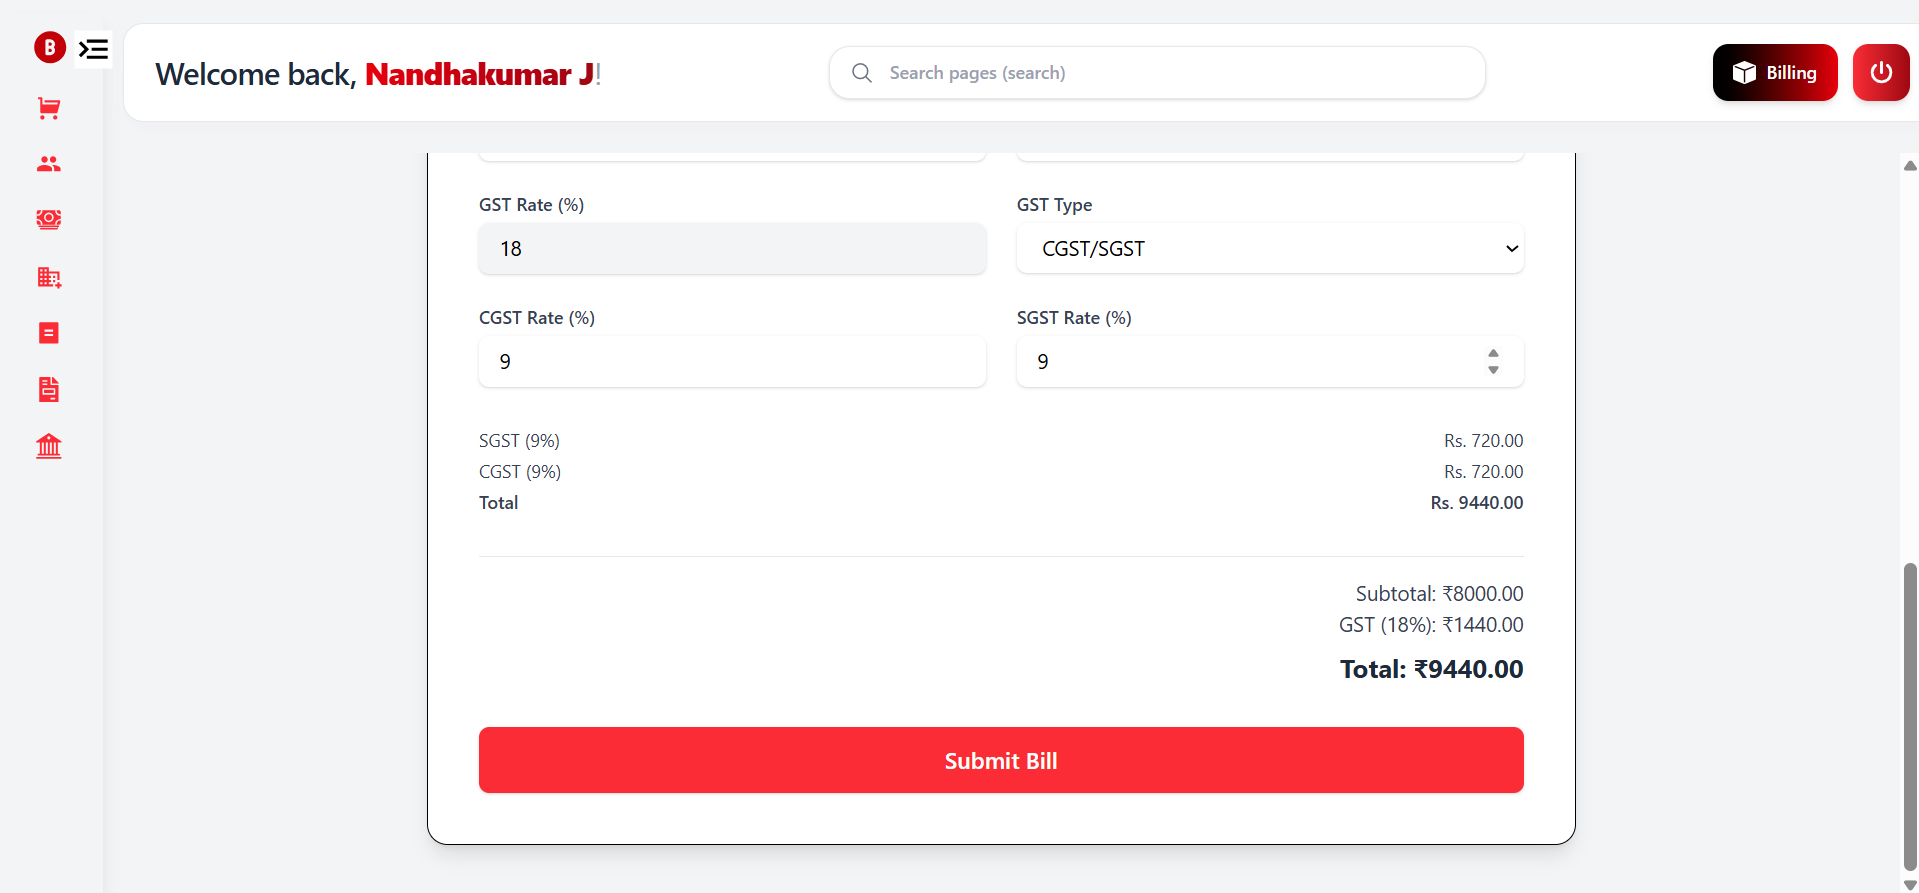 B
Welcome back, Nandhakumar J!
Search pages (search)
Billing
GST Rate (%)
GST Type
18
CGST/SGST
CGST Rate (%)
SGST Rate (%)
9
9
SGST (9%) Rs. 720.00
CGST (9%) Rs. 720.00
Total Rs. 9440.00
Subtotal: ₹8000.00
GST (18%): ₹1440.00
Total: ₹9440.00
Submit Bill